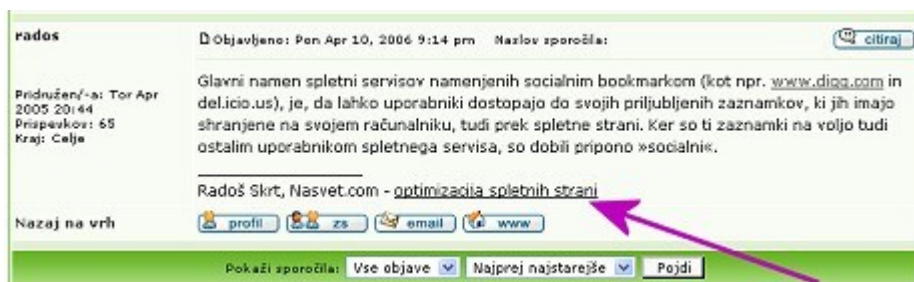 rados
Objavljeno: Pon Apr 10, 2006 9:14 pm Naslov sporočila:
citiraj
Pridružen/-a: Tor Apr
2005 20:44
Prispevkov: 65
Kraj: Celje
Glavni namen spletni servisov namenjenih socialnim bookmarkom (kot npr. www.digg.com in
del.icio.us), je, da lahko uporabniki dostopajo do svojih priljubljenih zaznamkov, ki jih imajo
shranjene na svojem računalniku, tudi prek spletne strani. Ker so ti zaznamki na voljo tudi
ostalim uporabnikom spletnega servisa, so dobili pripono »socialni«.
Radoš Skrt, Nasvet.com - optimizacija spletnih strani
Nazaj na vrh
profil zs email www
Pokaži sporočila: Vse objave Najprej najstarejše Pojdi